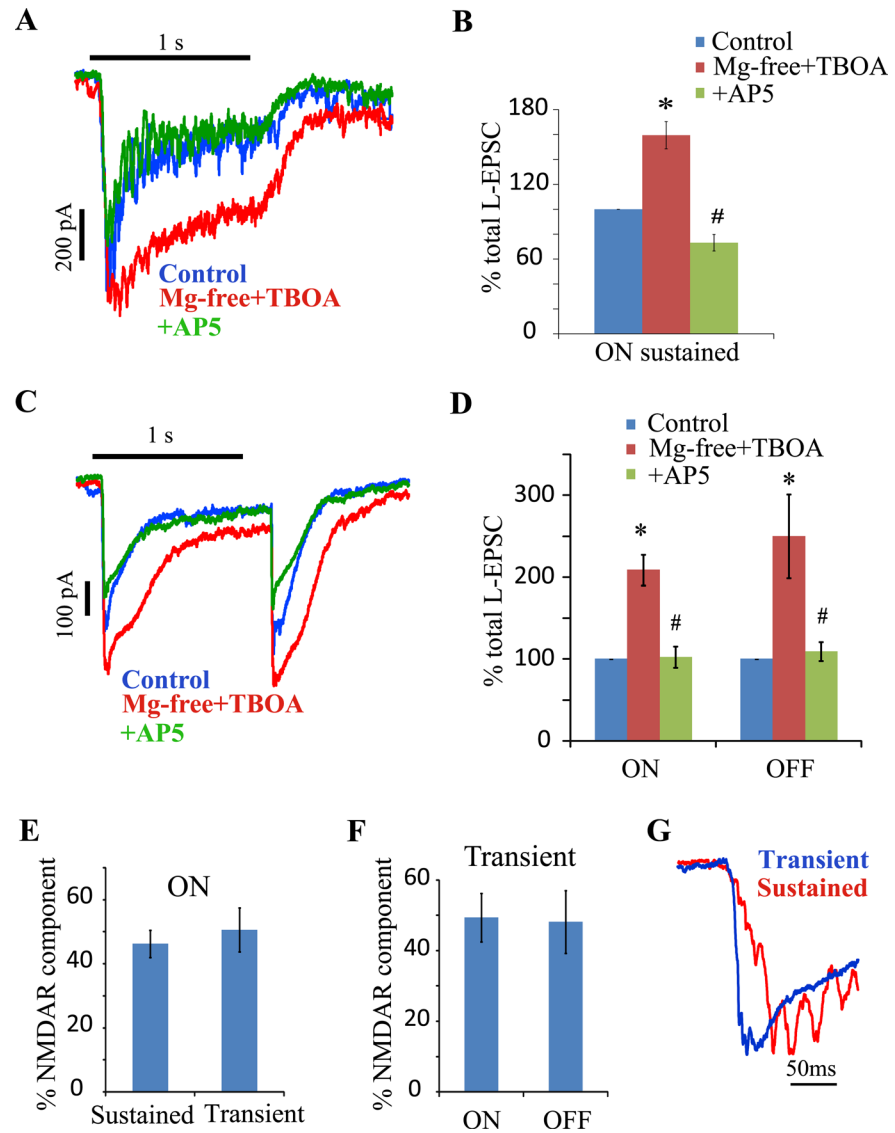 A
1 s
200 pA
Control
Mg-free+TBOA
+AP5
B
Control
Mg-free+TBOA
+AP5
% total L-EPSC
180
120
60
0
*
#
ON sustained
C
1 s
100 pA
Control
Mg-free+TBOA
+AP5
D
Control
Mg-free+TBOA
+AP5
% total L-EPSC
300
200
100
0
*
#
*
#
ON
OFF
E
ON
% NMDAR component
60
40
20
0
Sustained
Transient
F
Transient
% NMDAR component
60
40
20
0
ON
OFF
G
Transient
Sustained
50ms